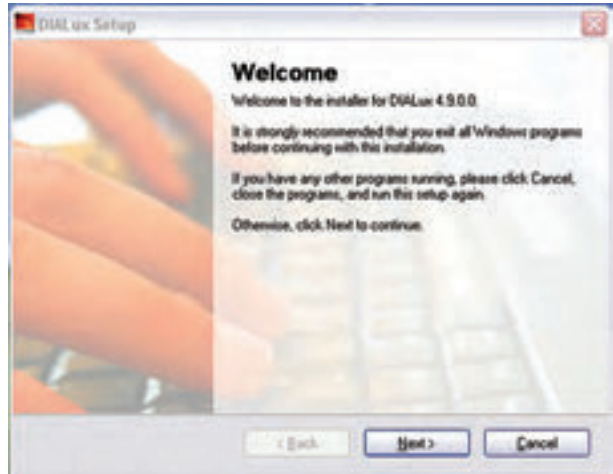 DIALux Setup
Welcome
Welcome to the installer for DIALux 4.9.0.0.
It is strongly recommended that you exit all Windows programs
before continuing with this installation.
If you have any other programs running, please click Cancel,
close the programs, and run this setup again.
Otherwise, click Next to continue.
< Back
Next >
Cancel